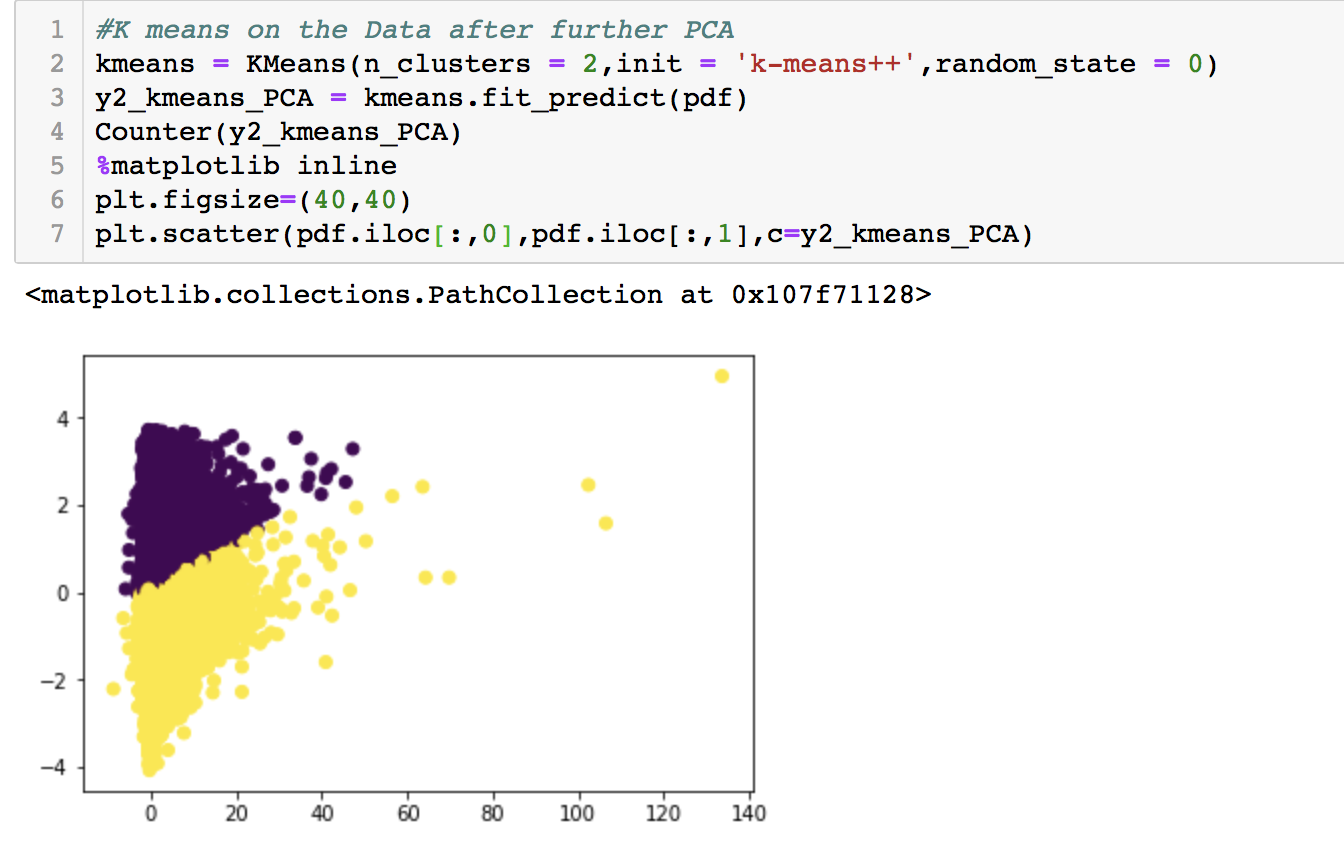 1 #K means on the Data after further PCA
2 kmeans = KMeans(n_clusters = 2,init = 'k-means++',random_state = 0)
3 y2_kmeans_PCA = kmeans.fit_predict(pdf)
4 Counter(y2_kmeans_PCA)
5 %matplotlib inline
6 plt.figsize=(40,40)
7 plt.scatter(pdf.iloc[:,0],pdf.iloc[:,1],c=y2_kmeans_PCA)
<matplotlib.collections.PathCollection at 0x107f71128>
4
2
0
−2
−4
0 20 40 60 80 100 120 140